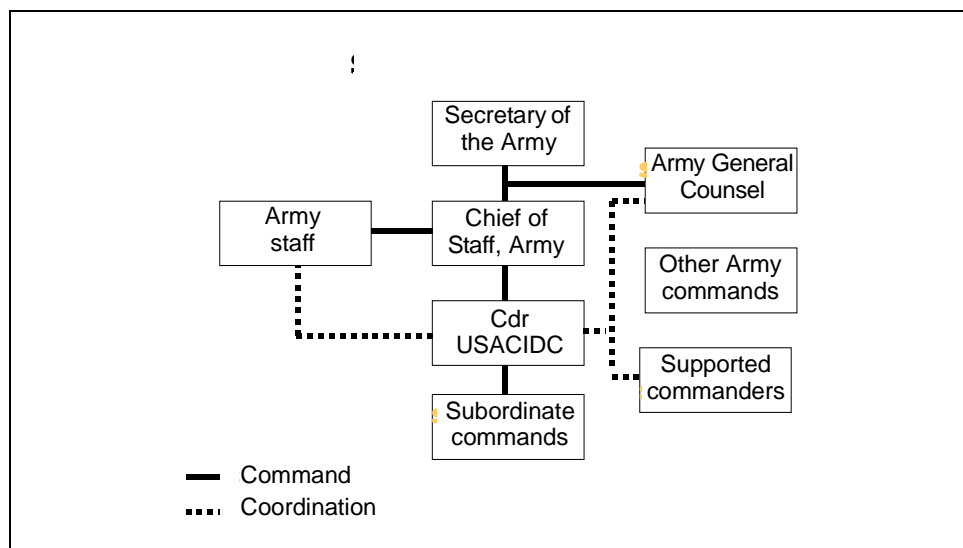 Secretary of
the Army
Army General
Counsel
Army
staff
Chief of
Staff, Army
Other Army
commands
Cdr
USACIDC
Supported
commanders
Subordinate
commands
Command
Coordination